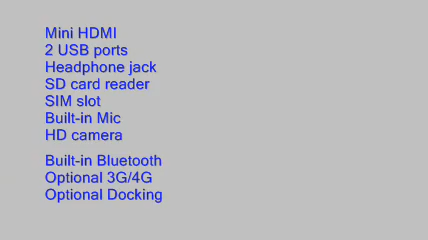 Mini HDMI
2 USB ports
Headphone jack
SD card reader
SIM slot
Built-in Mic
HD camera
Built-in Bluetooth
Optional 3G/4G
Optional Docking